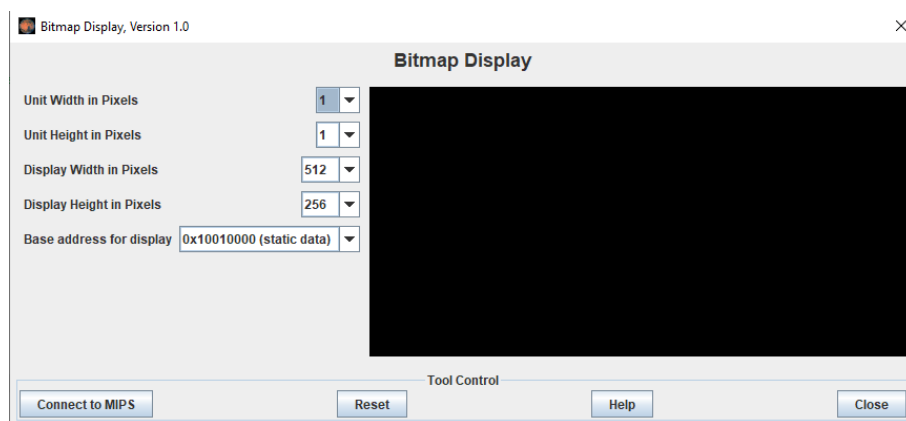 Bitmap Display, Version 1.0
Bitmap Display
Unit Width in Pixels 1
Unit Height in Pixels 1
Display Width in Pixels 512
Display Height in Pixels 256
Base address for display 0x10010000 (static data)
Tool Control
Connect to MIPS Reset Help Close